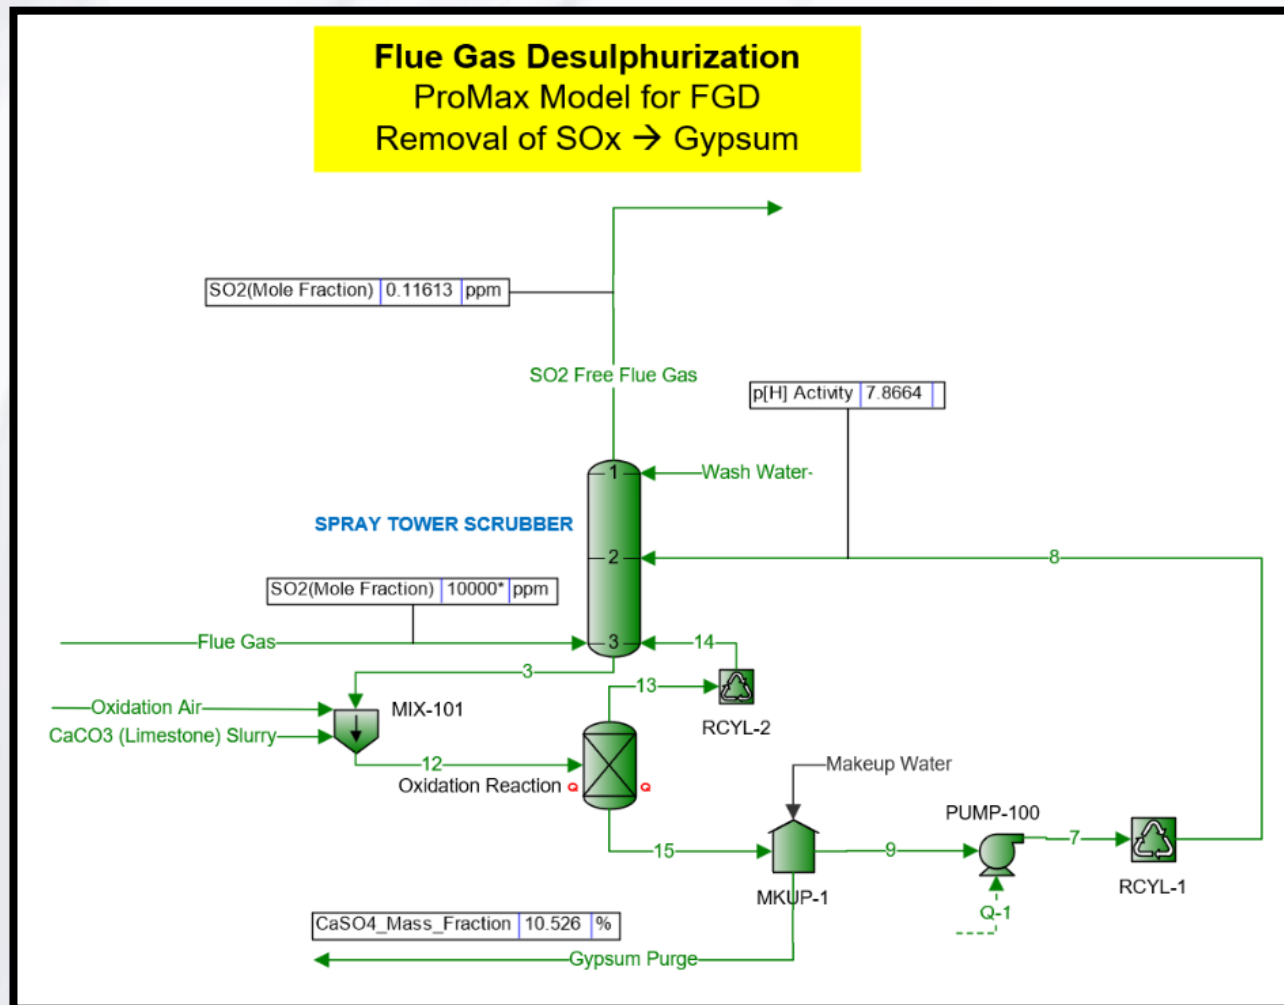 Flue Gas Desulphurization
ProMax Model for FGD
Removal of SOx → Gypsum
SO2(Mole Fraction) 0.11613 ppm
SO2 Free Flue Gas
p[H] Activity 7.8664
1
Wash Water
SPRAY TOWER SCRUBBER
2
8
SO2(Mole Fraction) 10000* ppm
Flue Gas
3
14
3
13
Oxidation Air
MIX-101
RCYL-2
CaCO3 (Limestone) Slurry
12
Makeup Water
Oxidation Reaction Q Q
PUMP-100
15
9
7
MKUP-1
RCYL-1
Q-1
CaSO4_Mass_Fraction 10.526 %
Gypsum Purge